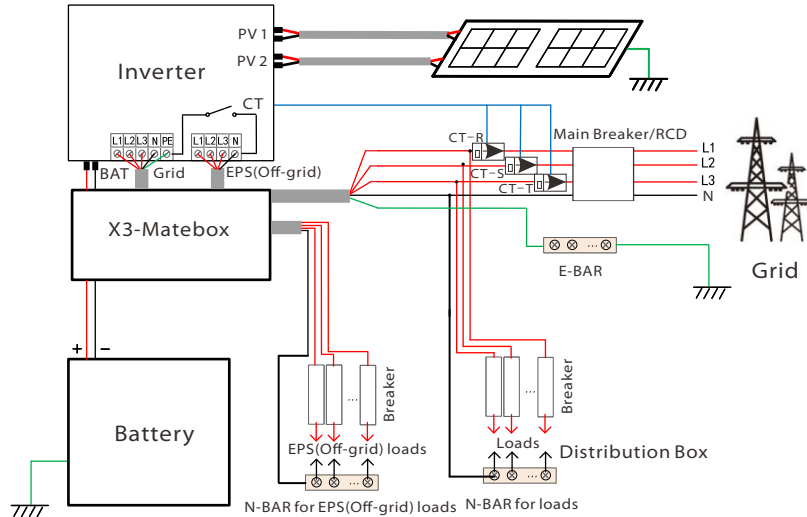 PV 1
PV 2
Inverter
CT
L1 L2 L3 N PE
L1 L2 L3 N
BAT
Grid
EPS(Off-grid)
CT-R
CT-S
CT-T
Main Breaker/RCD
L1
L2
L3
N
X3-Matebox
E-BAR
Grid
+ −
Battery
...
Breaker
EPS(Off-grid) loads
...
N-BAR for EPS(Off-grid) loads
...
Breaker
Loads
Distribution Box
...
N-BAR for loads
...